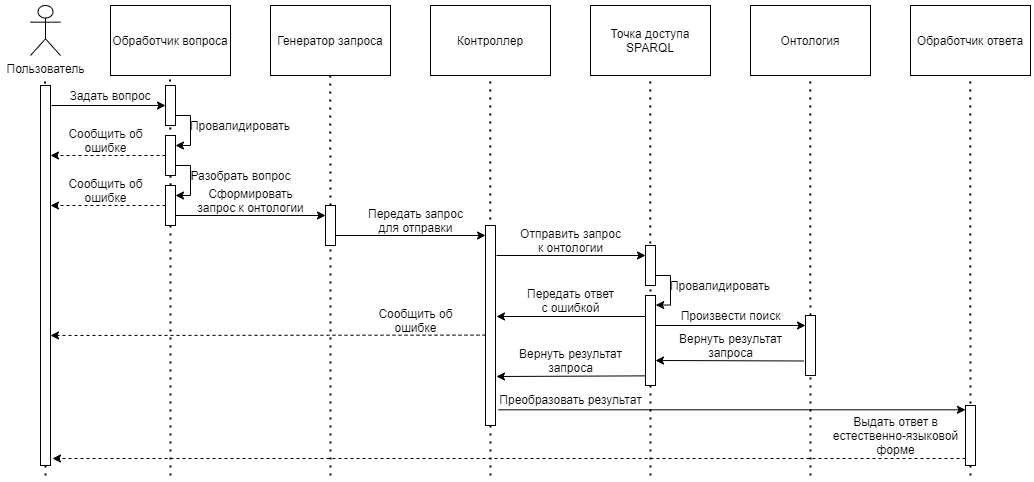 Пользователь
Обработчик вопроса
Генератор запроса
Контроллер
Точка доступа
SPARQL
Онтология
Обработчик ответа
Задать вопрос
Провалидировать
Сообщить об
ошибке
Разобрать вопрос
Сообщить об
ошибке
Сформировать
запрос к онтологии
Передать запрос
для отправки
Отправить запрос
к онтологии
Провалидировать
Передать ответ
с ошибкой
Сообщить об
ошибке
Произвести поиск
Вернуть результат
запроса
Вернуть результат
запроса
Преобразовать результат
Выдать ответ в
естественно-языковой
форме